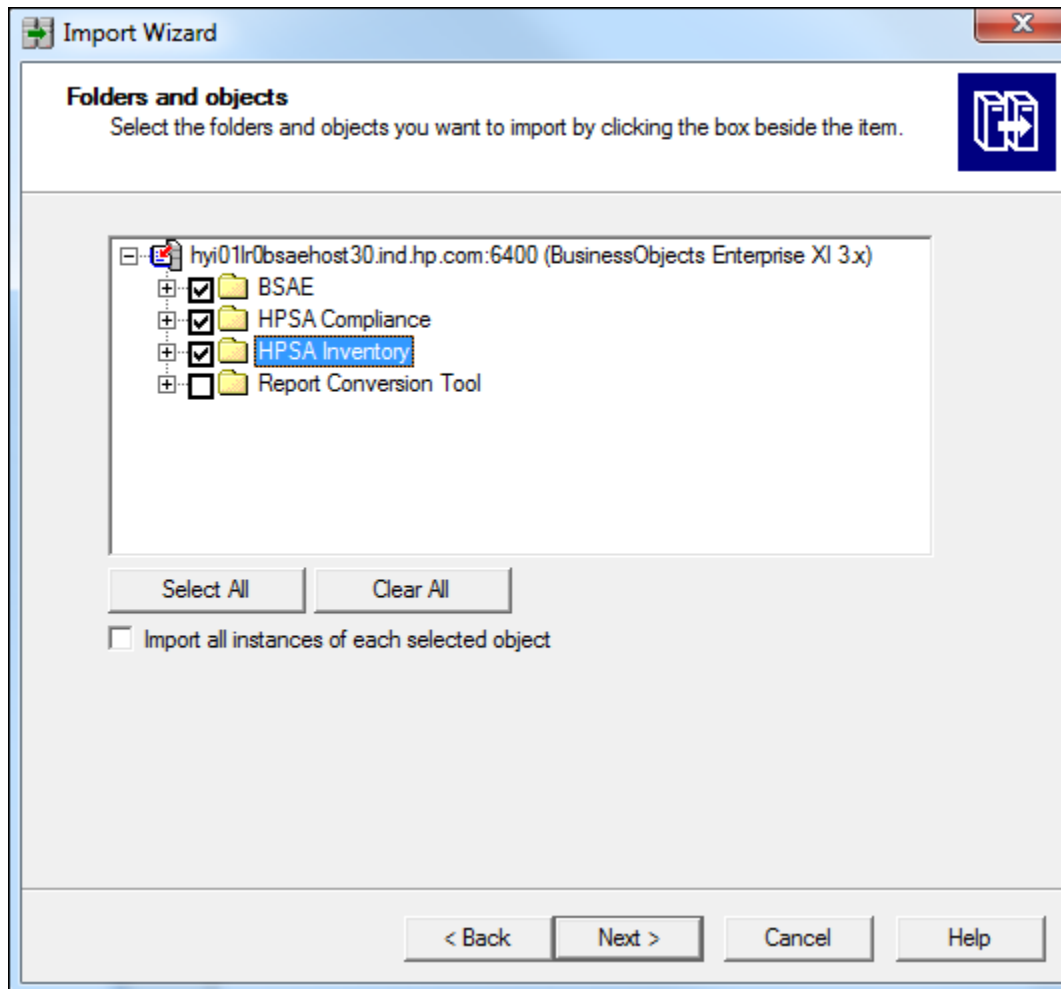 Import Wizard
Folders and objects
Select the folders and objects you want to import by clicking the box beside the item.
hyi01lr0bsaehost30.ind.hp.com:6400 (BusinessObjects Enterprise XI 3.x)
BSAE
HPSA Compliance
HPSA Inventory
Report Conversion Tool
Select All Clear All
Import all instances of each selected object
< Back Next > Cancel Help